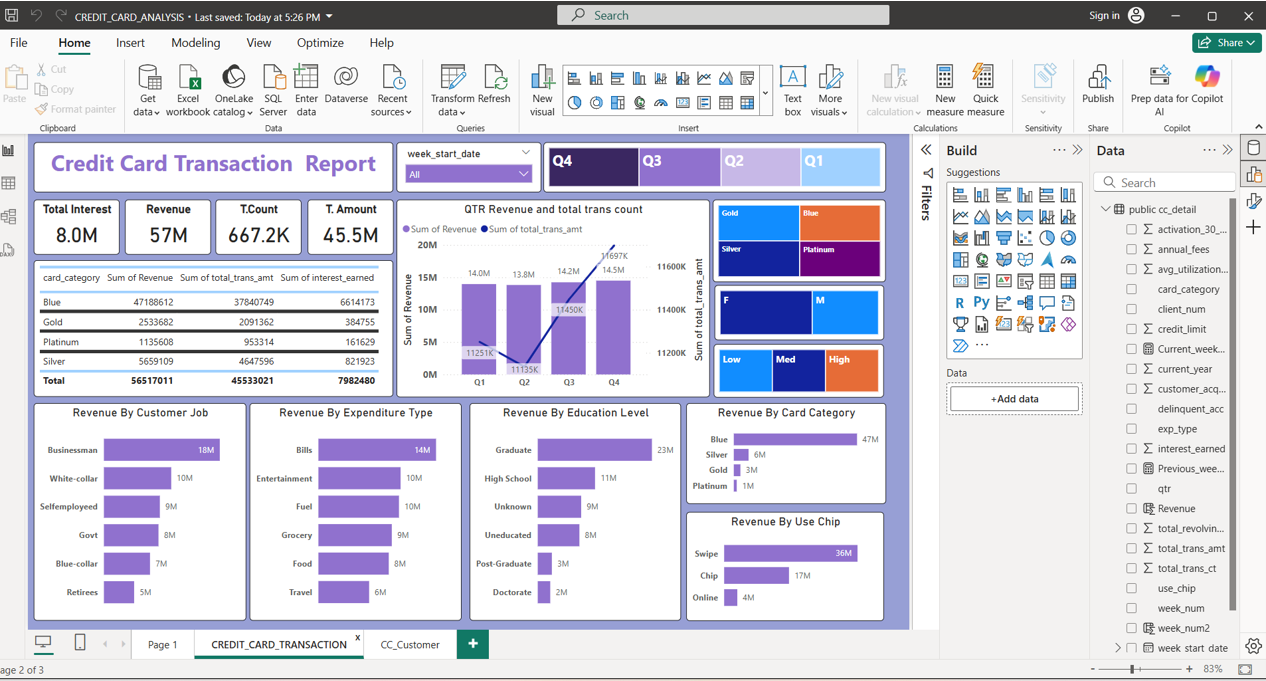 CREDIT_CARD_ANALYSIS • Last saved: Today at 5:26 PM
Search
Sign in
File Home Insert Modeling View Optimize Help
Share
Paste
Cut
Copy
Format painter
Clipboard
Get data
Excel workbook
OneLake catalog
SQL Server
Enter data
Dataverse
Recent sources
Data
Transform data
Refresh
Queries
New visual
Text box
More visuals
Insert
New visual calculation
New measure
Quick measure
Calculations
Sensitivity
Sensitivity
Publish
Share
Prep data for AI
Copilot
Copilot
Credit Card Transaction Report
week_start_date
All
Q4 Q3 Q2 Q1
Total Interest
8.0M
Revenue
57M
T.Count
667.2K
T. Amount
45.5M
card_category Sum of Revenue Sum of total_trans_amt Sum of interest_earned
Blue 47188612 37840749 6614173
Gold 2533682 2091362 384755
Platinum 1135608 953314 161629
Silver 5659109 4647596 821923
Total 56517011 45533021 7982480
QTR Revenue and total trans count
Sum of Revenue Sum of total_trans_amt
Sum of Revenue
20M
15M
10M
5M
0M
14.0M 13.8M 14.2M 14.5M
11251K 11135K 11450K 11697K
Q1 Q2 Q3 Q4
11600K
11400K
11200K
Sum of total_trans_amt
Gold Blue
Silver Platinum
F M
Low Med High
Revenue By Customer Job
Businessman 18M
White-collar 10M
Selfemployeed 9M
Govt 8M
Blue-collar 7M
Retirees 5M
Revenue By Expenditure Type
Bills 14M
Entertainment 10M
Fuel 10M
Grocery 9M
Food 8M
Travel 6M
Revenue By Education Level
Graduate 23M
High School 11M
Unknown 9M
Uneducated 8M
Post-Graduate 3M
Doctorate 2M
Revenue By Card Category
Blue 47M
Silver 6M
Gold 3M
Platinum 1M
Revenue By Use Chip
Swipe 36M
Chip 17M
Online 4M
Filters
Build
Suggestions
R Py
...
Data
+Add data
Data
Search
public cc_detail
activation_30_...
annual_fees
avg_utilization...
card_category
client_num
credit_limit
Current_week...
current_year
customer_acq...
delinquent_acc
exp_type
interest_earned
Previous_wee...
qtr
Revenue
total_revolvin...
total_trans_amt
total_trans_ct
use_chip
week_num
week_num2
week_start_date
Page 1 CREDIT_CARD_TRANSACTION x CC_Customer +
age 2 of 3
- + 83%